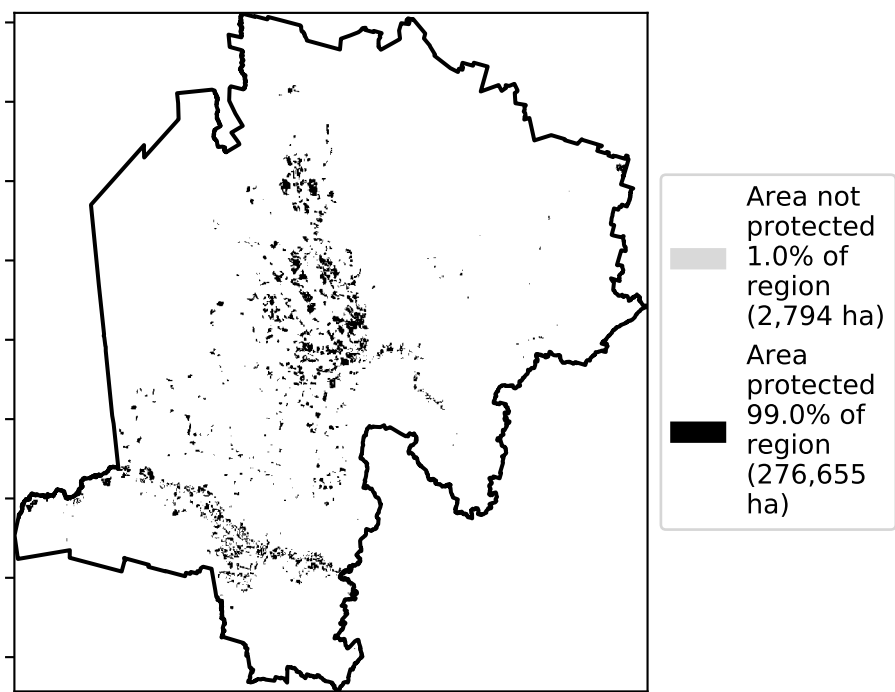 Area not
protected
1.0% of
region
(2,794 ha)
Area
protected
99.0% of
region
(276,655
ha)